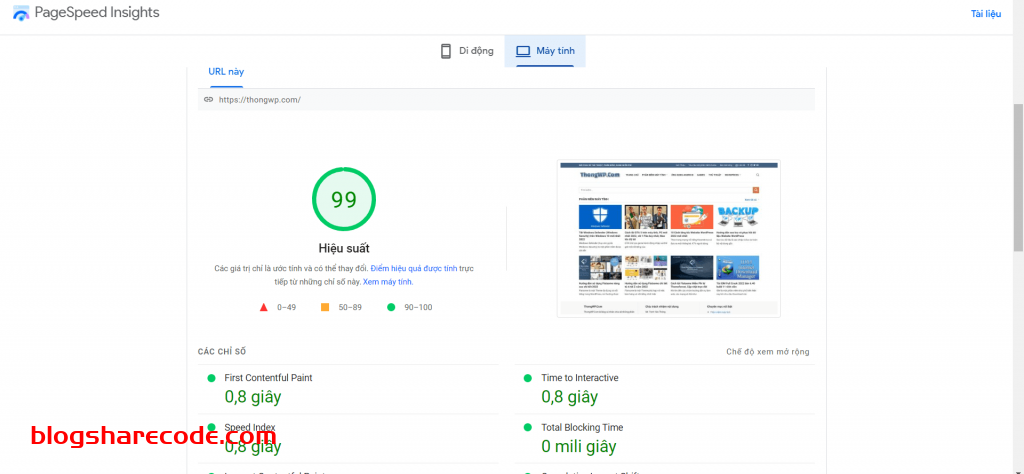 PageSpeed Insights
Tài liệu
Di động
Máy tính
URL này
https://thongwp.com/
99
Hiệu suất
Các giá trị chỉ là ước tính và có thể thay đổi. Điểm hiệu quả được tính trực
tiếp từ những chỉ số này. Xem máy tính.
0–49
50–89
90–100
ThongWP.Com
BACKUP
CÁC CHỈ SỐ
Chế độ xem mở rộng
First Contentful Paint
0,8 giây
Time to Interactive
0,8 giây
Speed Index
0,8 giây
Total Blocking Time
0 mili giây
blogsharecode.com